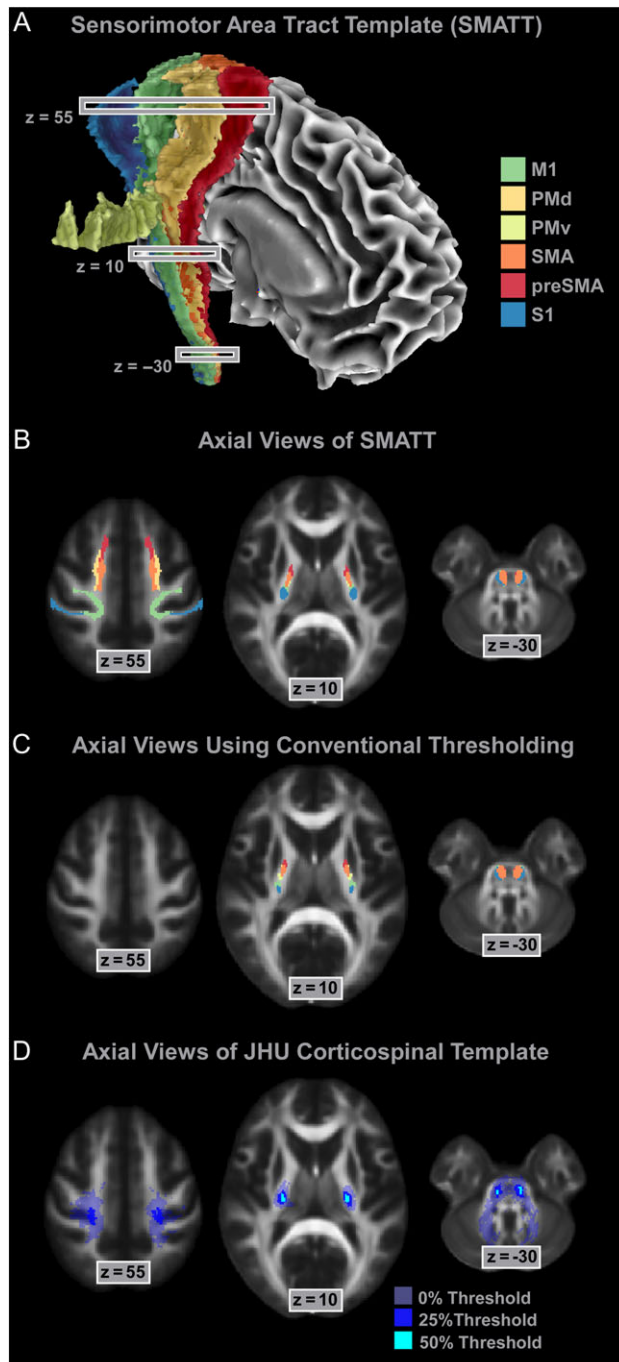 A
Sensorimotor Area Tract Template (SMATT)
z = 55
M1
PMd
PMv
SMA
preSMA
S1
z = 10
z = –30
B
Axial Views of SMATT
z = 55
z = 10
z = -30
C
Axial Views Using Conventional Thresholding
z = 55
z = 10
z = -30
D
Axial Views of JHU Corticospinal Template
z = 55
z = 10
z = -30
0% Threshold
25%Threshold
50% Threshold